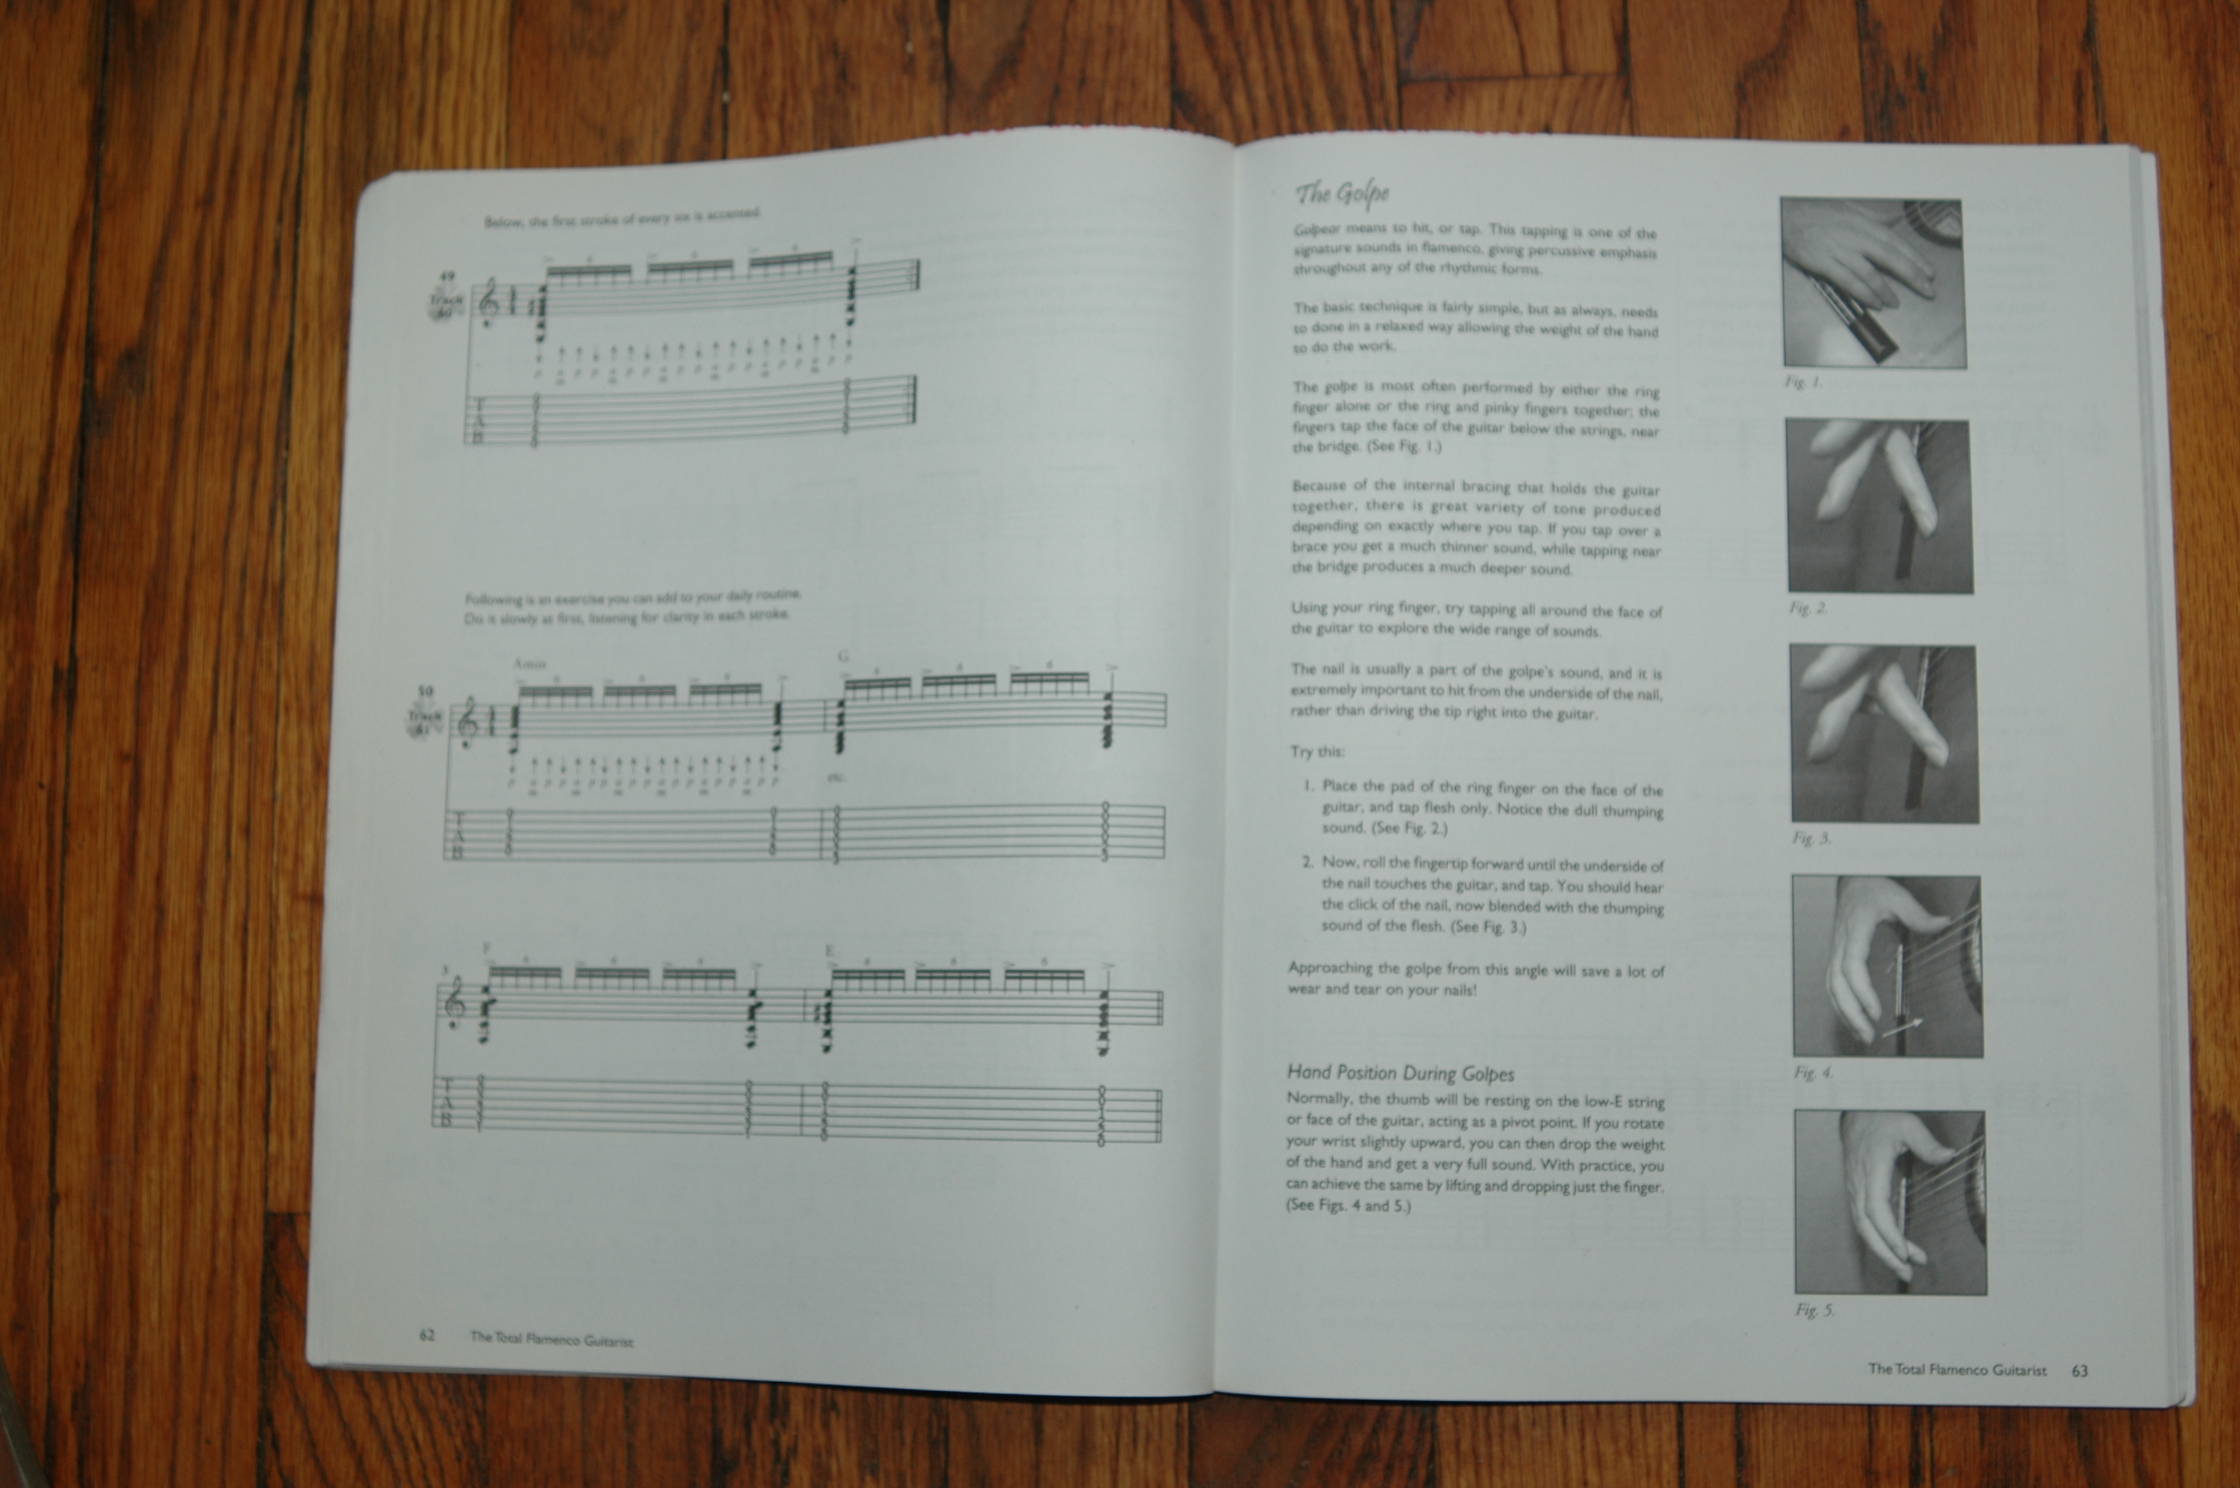 Below, the first stroke of every six is accented.
49
Track
T
A
B
Following is an exercise you can add to your daily routine.
Do it slowly at first, listening for clarity in each stroke.
50
Track
Amin
G
6 6 6 6 6 6
etc.
T
A
B
3
F
E
6 6 6 6 6 6
T
A
B
62 The Total Flamenco Guitarist
The Golpe
Golpear means to hit, or tap. This tapping is one of the
signature sounds in flamenco, giving percussive emphasis
throughout any of the rhythmic forms.
The basic technique is fairly simple, but as always, needs
to done in a relaxed way allowing the weight of the hand
to do the work.
The golpe is most often performed by either the ring
finger alone or the ring and pinky fingers together; the
fingers tap the face of the guitar below the strings, near
the bridge. (See Fig. 1.)
Because of the internal bracing that holds the guitar
together, there is great variety of tone produced
depending on exactly where you tap. If you tap over a
brace you get a much thinner sound, while tapping near
the bridge produces a much deeper sound.
Using your ring finger, try tapping all around the face of
the guitar to explore the wide range of sounds.
The nail is usually a part of the golpe's sound, and it is
extremely important to hit from the underside of the nail,
rather than driving the tip right into the guitar.
Try this:
1. Place the pad of the ring finger on the face of the
guitar, and tap flesh only. Notice the dull thumping
sound. (See Fig. 2.)
2. Now, roll the fingertip forward until the underside of
the nail touches the guitar, and tap. You should hear
the click of the nail, now blended with the thumping
sound of the flesh. (See Fig. 3.)
Approaching the golpe from this angle will save a lot of
wear and tear on your nails!
Hand Position During Golpes
Normally, the thumb will be resting on the low-E string
or face of the guitar, acting as a pivot point. If you rotate
your wrist slightly upward, you can then drop the weight
of the hand and get a very full sound. With practice, you
can achieve the same by lifting and dropping just the finger.
(See Figs. 4 and 5.)
Fig. 1.
Fig. 2.
Fig. 3.
Fig. 4.
Fig. 5.
The Total Flamenco Guitarist 63